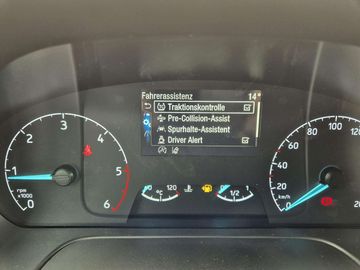 Fahrerassistenz 14°
Traktionskontrolle
Pre-Collision-Assist
Spurhalte-Assistent
Driver Alert
0 1 2 3 4 5 6
rpm
x1000
120
°C
0 1/2 1
0 20 40 60 80 100 120
km/h